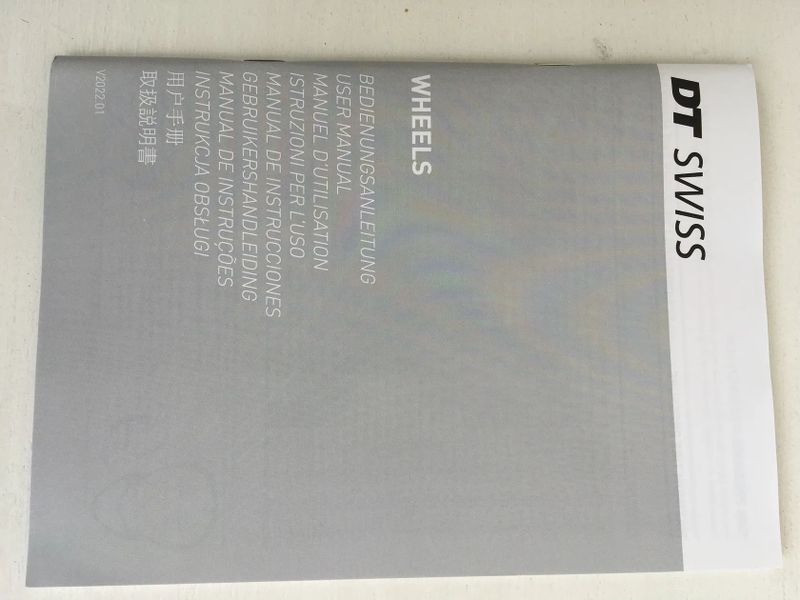 DT SWISS
WHEELS
BEDIENUNGSANLEITUNG
USER MANUAL
MANUEL D'UTILISATION
ISTRUZIONI PER L'USO
MANUAL DE INSTRUCCIONES
GEBRUIKERSHANDLEIDING
MANUAL DE INSTRUÇÕES
INSTRUKCJA OBSŁUGI
用户手册
取扱説明書
V2022.01